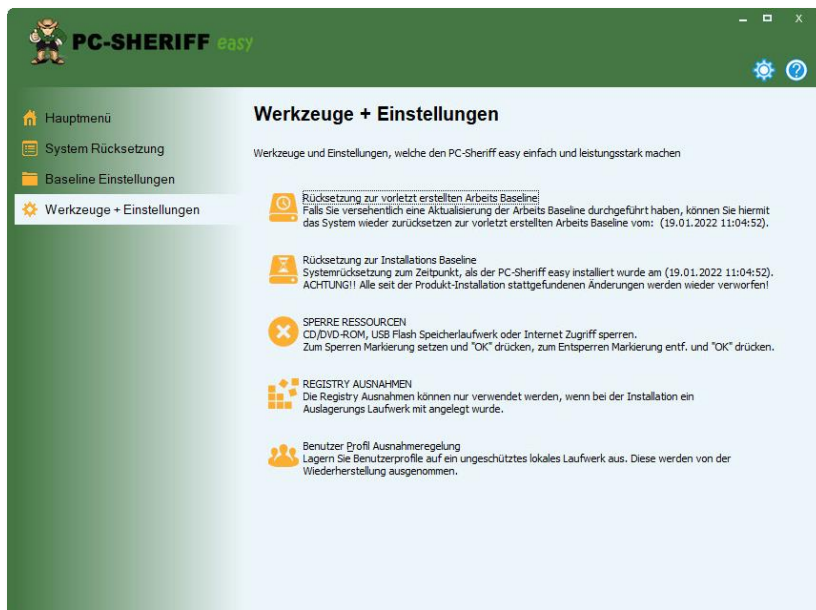 PC-SHERIFF easy
X
Hauptmenü
System Rücksetzung
Baseline Einstellungen
Werkzeuge + Einstellungen
Werkzeuge + Einstellungen
Werkzeuge und Einstellungen, welche den PC-Sheriff easy einfach und leistungsstark machen
Rücksetzung zur vorletzt erstellten Arbeits Baseline
Falls Sie versehentlich eine Aktualisierung der Arbeits Baseline durchgeführt haben, können Sie hiermit
das System wieder zurücksetzen zur vorletzt erstellten Arbeits Baseline vom: (19.01.2022 11:04:52).
Rücksetzung zur Installations Baseline
Systemrücksetzung zum Zeitpunkt, als der PC-Sheriff easy installiert wurde am (19.01.2022 11:04:52).
ACHTUNG!! Alle seit der Produkt-Installation stattgefundenen Änderungen werden wieder verworfen!
SPERRE RESSOURCEN
CD/DVD-ROM, USB Flash Speicherlaufwerk oder Internet Zugriff sperren.
Zum Sperren Markierung setzen und "OK" drücken, zum Entsperren Markierung entf. und "OK" drücken.
REGISTRY AUSNAHMEN
Die Registry Ausnahmen können nur verwendet werden, wenn bei der Installation ein
Auslagerungs Laufwerk mit angelegt wurde.
Benutzer Profil Ausnahmeregelung
Lagern Sie Benutzerprofile auf ein ungeschütztes lokales Laufwerk aus. Diese werden von der
Wiederherstellung ausgenommen.